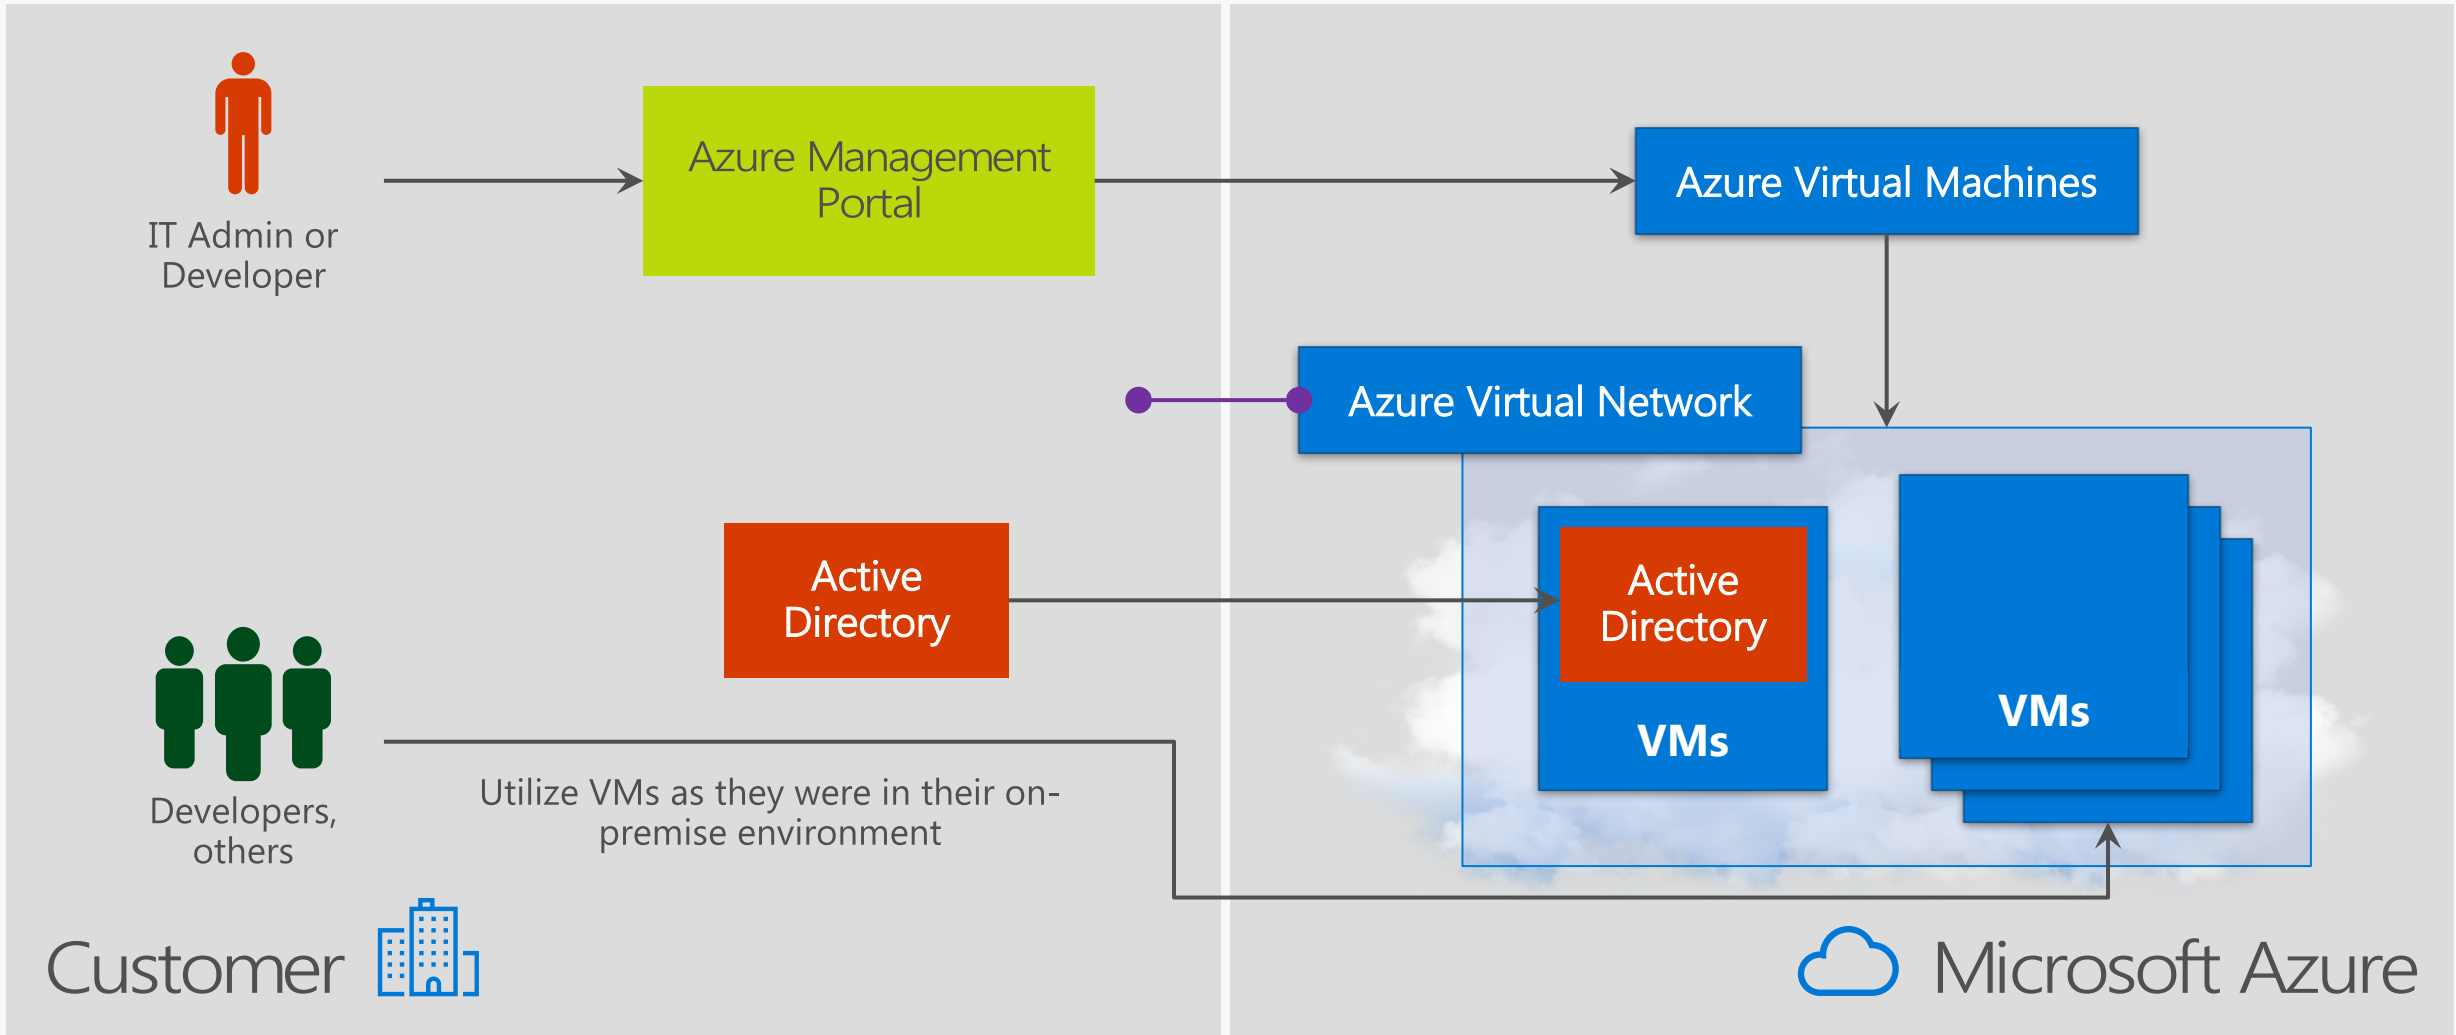 IT Admin or
Developer
Azure Management
Portal
Azure Virtual Machines
Azure Virtual Network
Active
Directory
Active
Directory
VMs
VMs
Developers,
others
Utilize VMs as they were in their on-
premise environment
Customer
Microsoft Azure